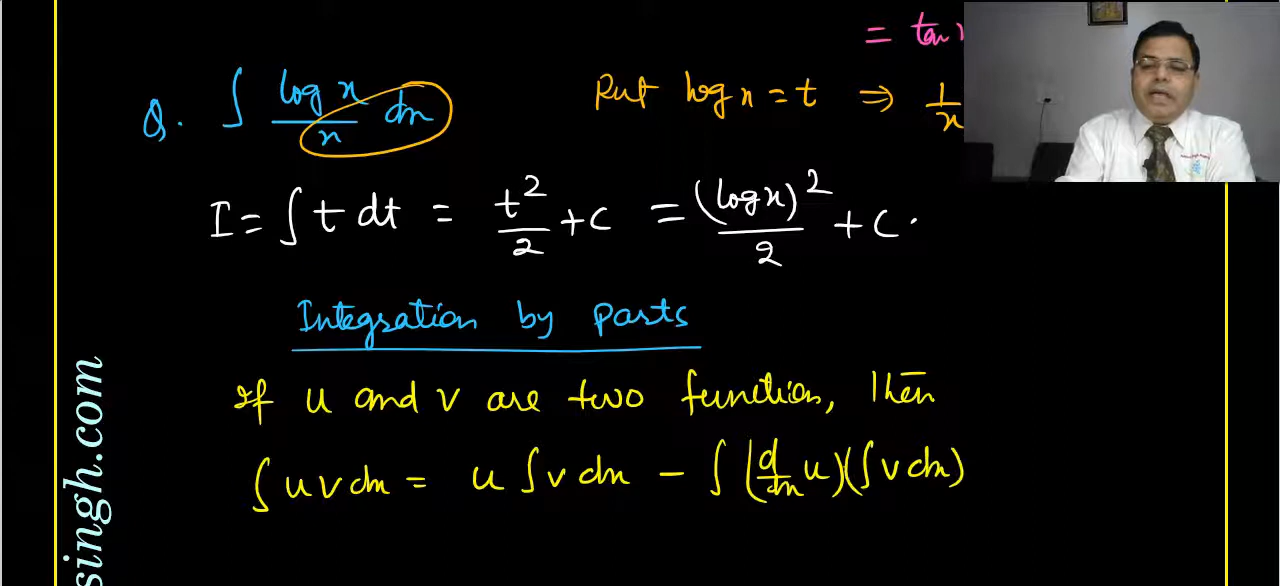 = tan
Q. ∫ log x / x dx Put log x = t ⇒ 1/x
I = ∫ t dt = t²/2 + c = (log x)²/2 + c.
Integration by parts
If u and v are two function, Then
∫ u v dx = u ∫ v dx − ∫ (d/dx u)(∫ v dx)
singh.com